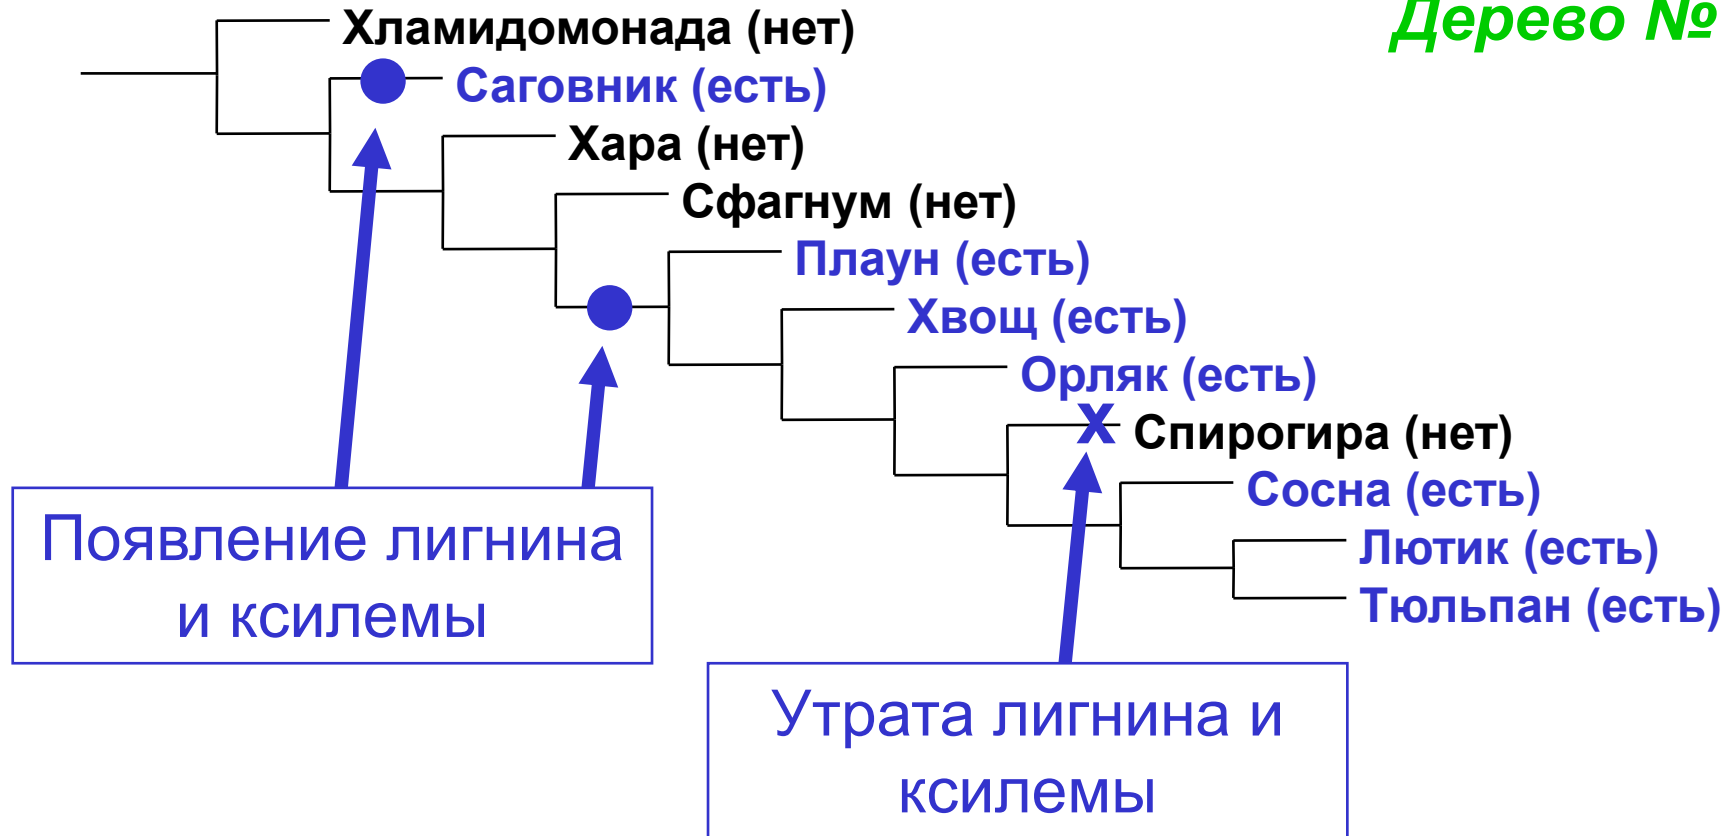 Дерево №
Хламидомонада (нет)
Саговник (есть)
Хара (нет)
Сфагнум (нет)
Плаун (есть)
Хвощ (есть)
Орляк (есть)
х
Спирогира (нет)
Сосна (есть)
Лютик (есть)
Тюльпан (есть)
Появление лигнина
и ксилемы
Утрата лигнина и
ксилемы